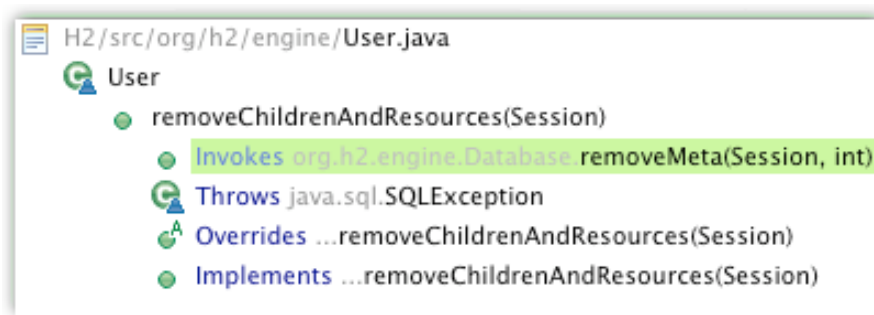 H2/src/org/h2/engine/User.java
User
removeChildrenAndResources(Session)
Invokes org.h2.engine.Database.removeMeta(Session, int)
Throws java.sql.SQLException
Overrides ...removeChildrenAndResources(Session)
Implements ...removeChildrenAndResources(Session)